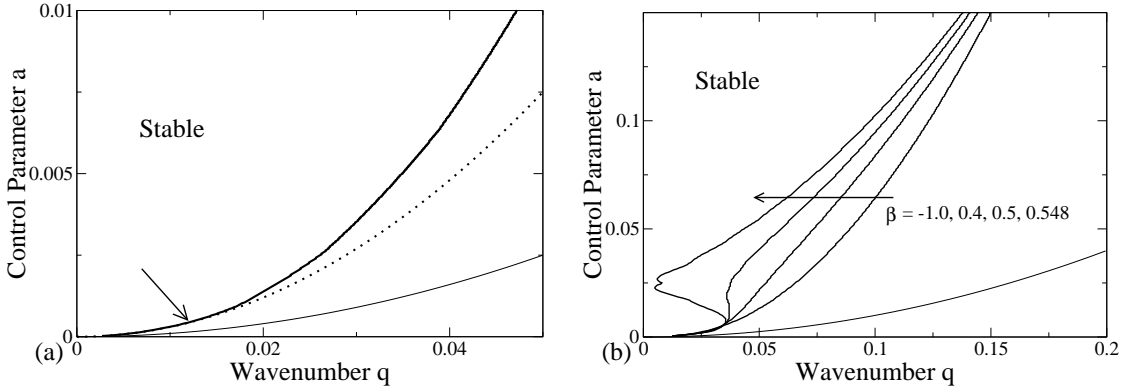 0.01
0.005
0
Control Parameter a
Stable
0
0.02
0.04
(a)
Wavenumber q
0.1
0.05
0
Control Parameter a
Stable
β = -1.0, 0.4, 0.5, 0.548
0
0.05
0.1
0.15
0.2
(b)
Wavenumber q